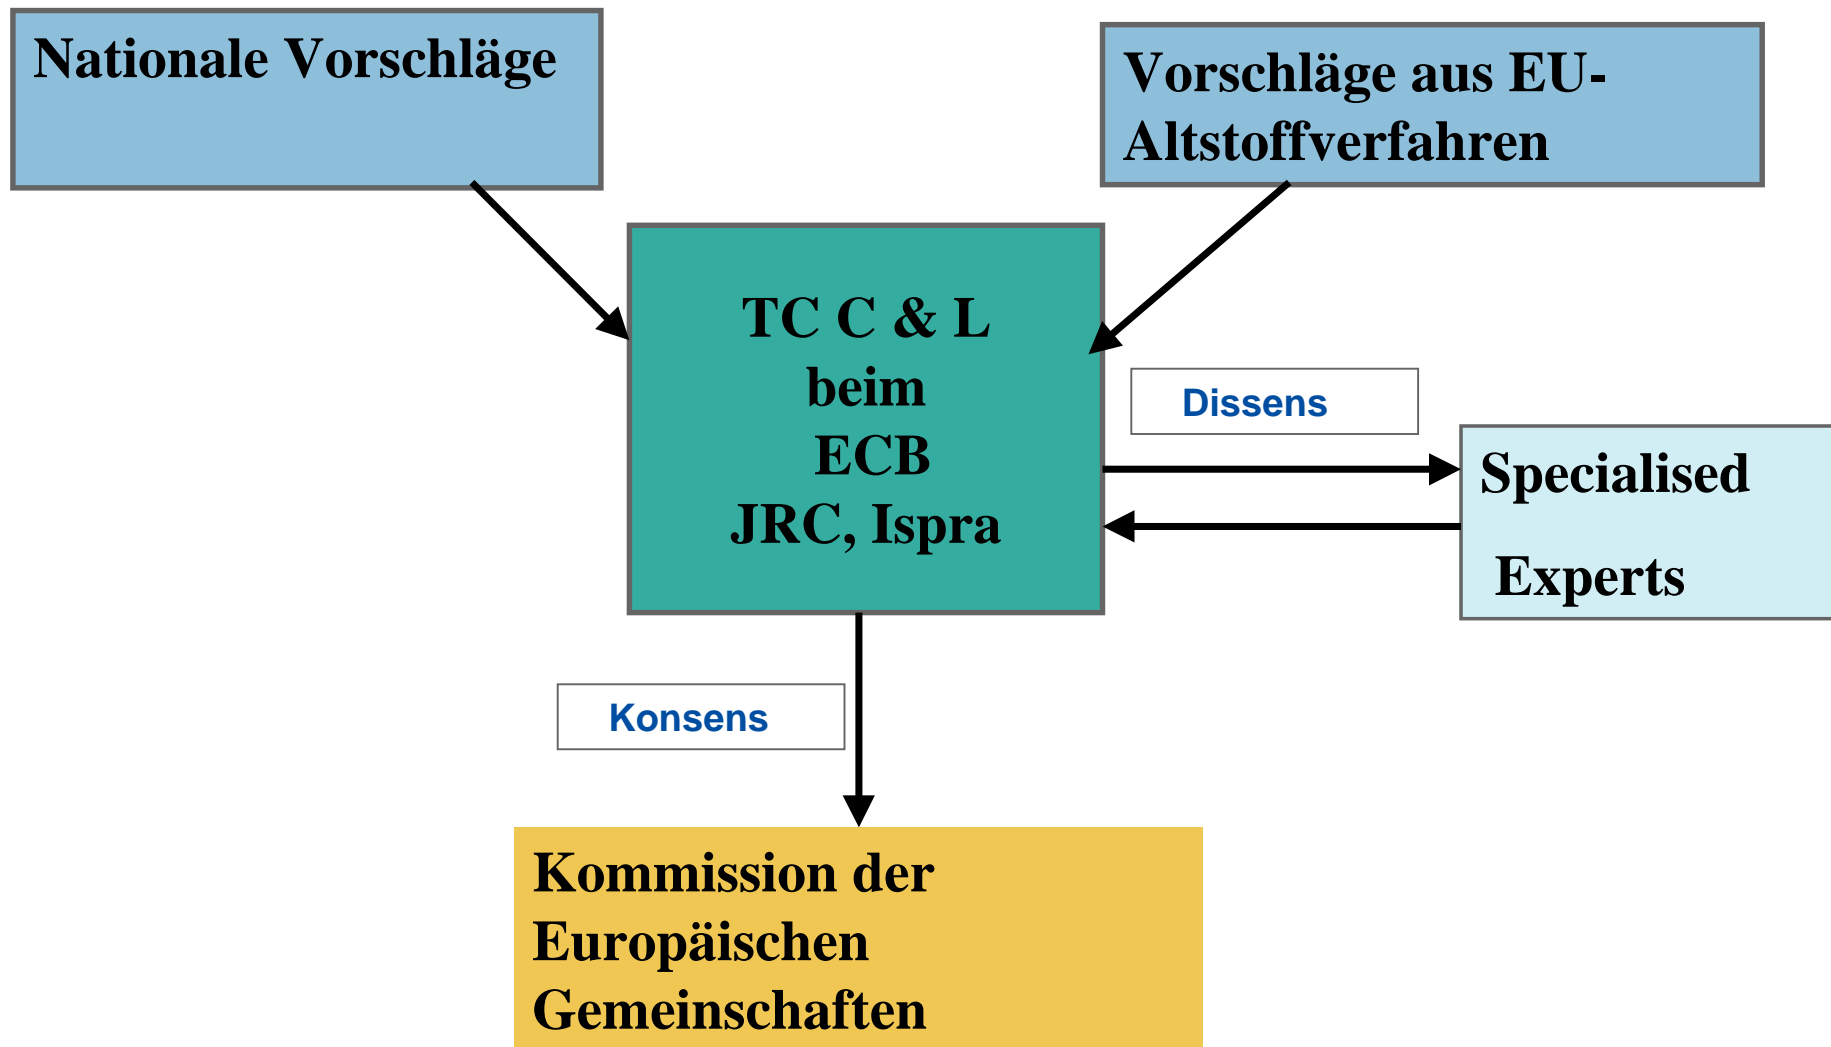 Nationale Vorschläge
Vorschläge aus EU-
Altstoffverfahren
TC C & L
beim
ECB
JRC, Ispra
Dissens
Specialised
Experts
Konsens
Kommission der
Europäischen
Gemeinschaften